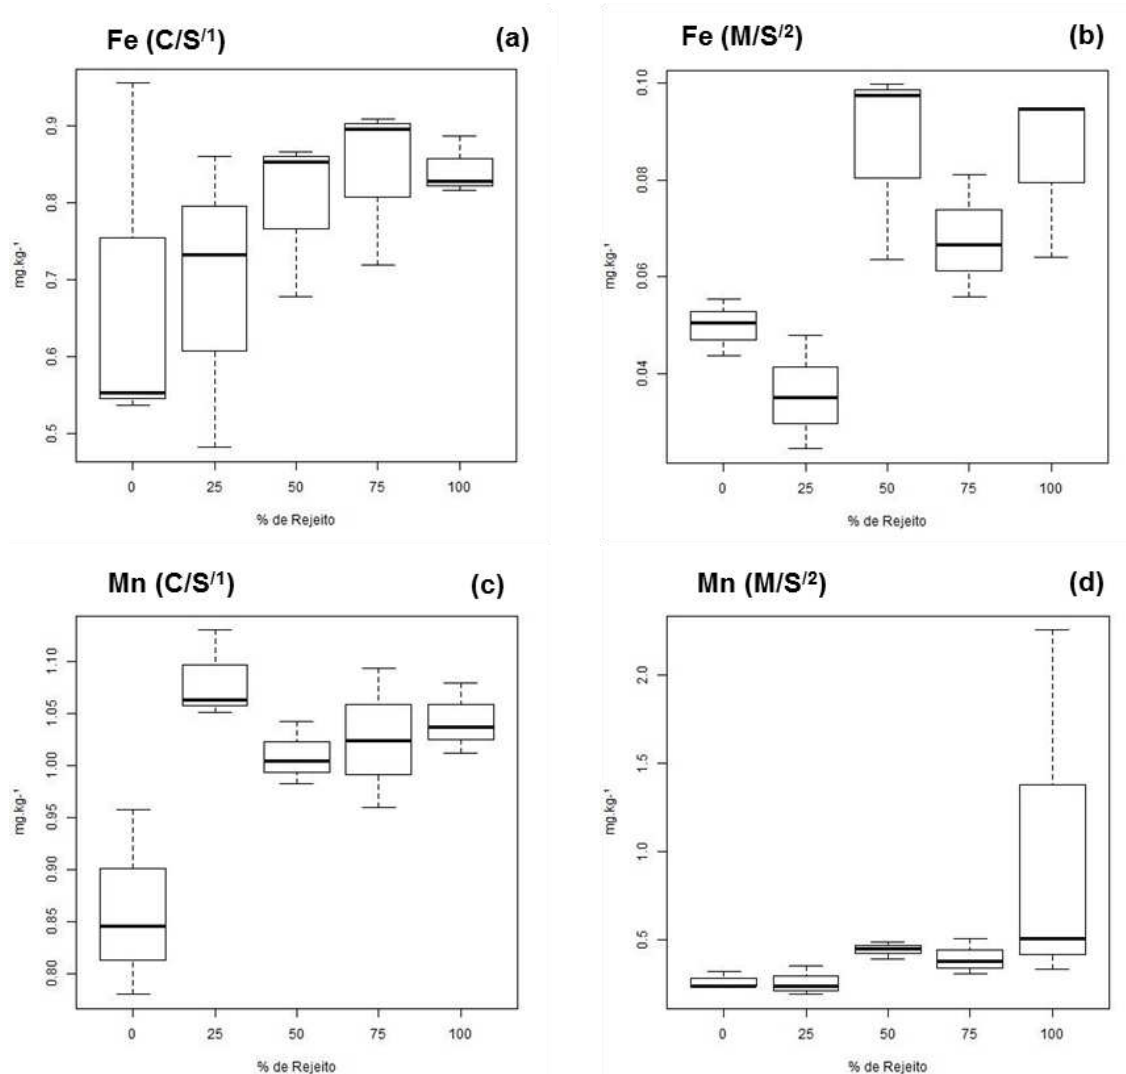 Fe (C/S/1) (a)
mg.kg-1
0.9
0.8
0.7
0.6
0.5
0 25 50 75 100
% de Rejeito
Fe (M/S/2) (b)
mg.kg-1
0.10
0.08
0.06
0.04
0 25 50 75 100
% de Rejeito
Mn (C/S/1) (c)
mg.kg-1
1.10
1.05
1.00
0.95
0.90
0.85
0.80
0 25 50 75 100
% de Rejeito
Mn (M/S/2) (d)
mg.kg-1
2.0
1.5
1.0
0.5
0 25 50 75 100
% de Rejeito